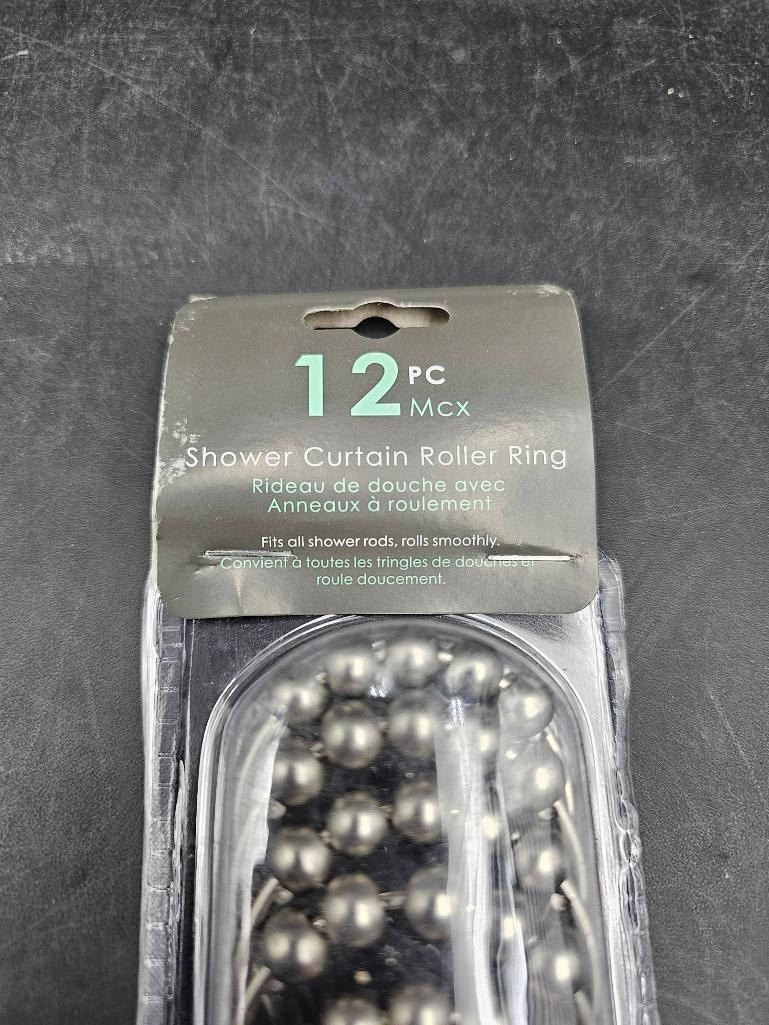 12 PC
Mcx
Shower Curtain Roller Ring
Rideau de douche avec
Anneaux à roulement
Fits all shower rods, rolls smoothly.
Convient à toutes les tringles de douches et
roule doucement.